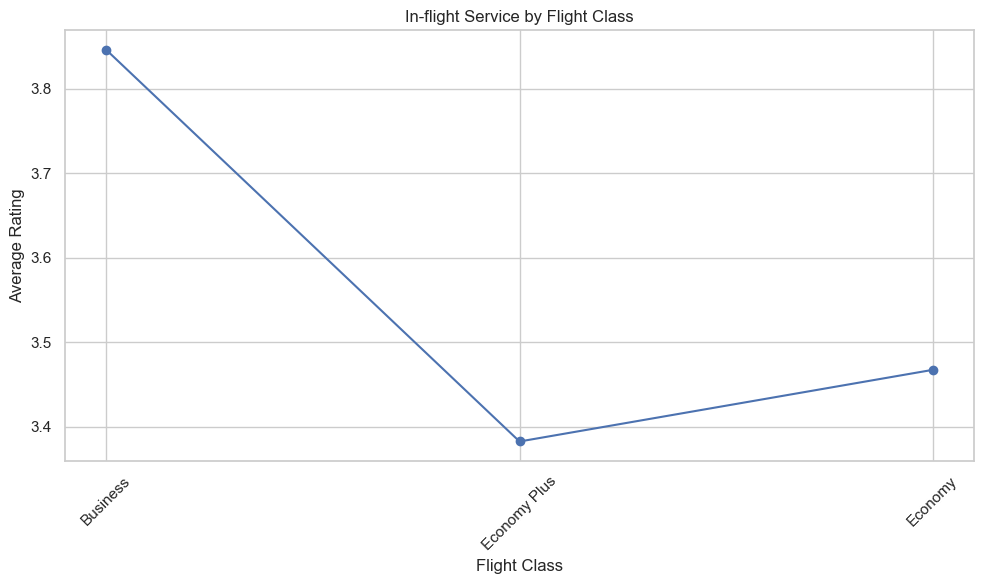 In-flight Service by Flight Class
Average Rating
3.8
3.7
3.6
3.5
3.4
Business
Economy Plus
Economy
Flight Class